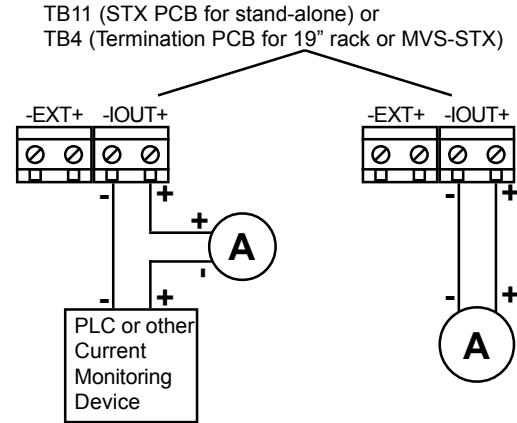 TB11 (STX PCB for stand-alone) or
TB4 (Termination PCB for 19” rack or MVS-STX)
-EXT+ -IOUT+ -EXT+ -IOUT+
- + - +
+
A
-
- + - +
PLC or other
Current
Monitoring
Device
A